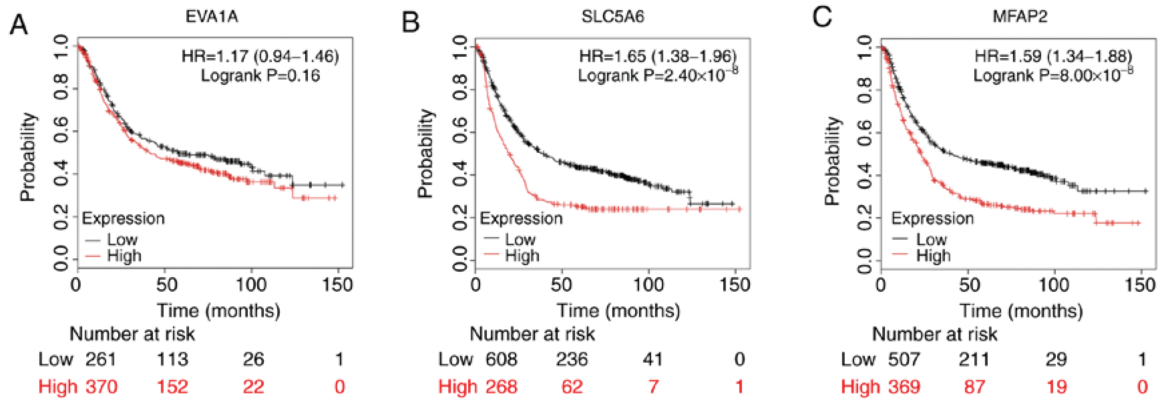 A
EVA1A
HR=1.17 (0.94–1.46)
Logrank P=0.16
Probability
1.0
0.8
0.6
0.4
0.2
0.0
Expression
Low
High
0 50 100 150
Time (months)
Number at risk
Low 261 113 26 1
High 370 152 22 0
B
SLC5A6
HR=1.65 (1.38–1.96)
Logrank P=2.40×10⁻⁸
Probability
1.0
0.8
0.6
0.4
0.2
0.0
Expression
Low
High
0 50 100 150
Time (months)
Number at risk
Low 608 236 41 0
High 268 62 7 1
C
MFAP2
HR=1.59 (1.34–1.88)
Logrank P=8.00×10⁻⁸
Probability
1.0
0.8
0.6
0.4
0.2
0.0
Expression
Low
High
0 50 100 150
Time (months)
Number at risk
Low 507 211 29 1
High 369 87 19 0